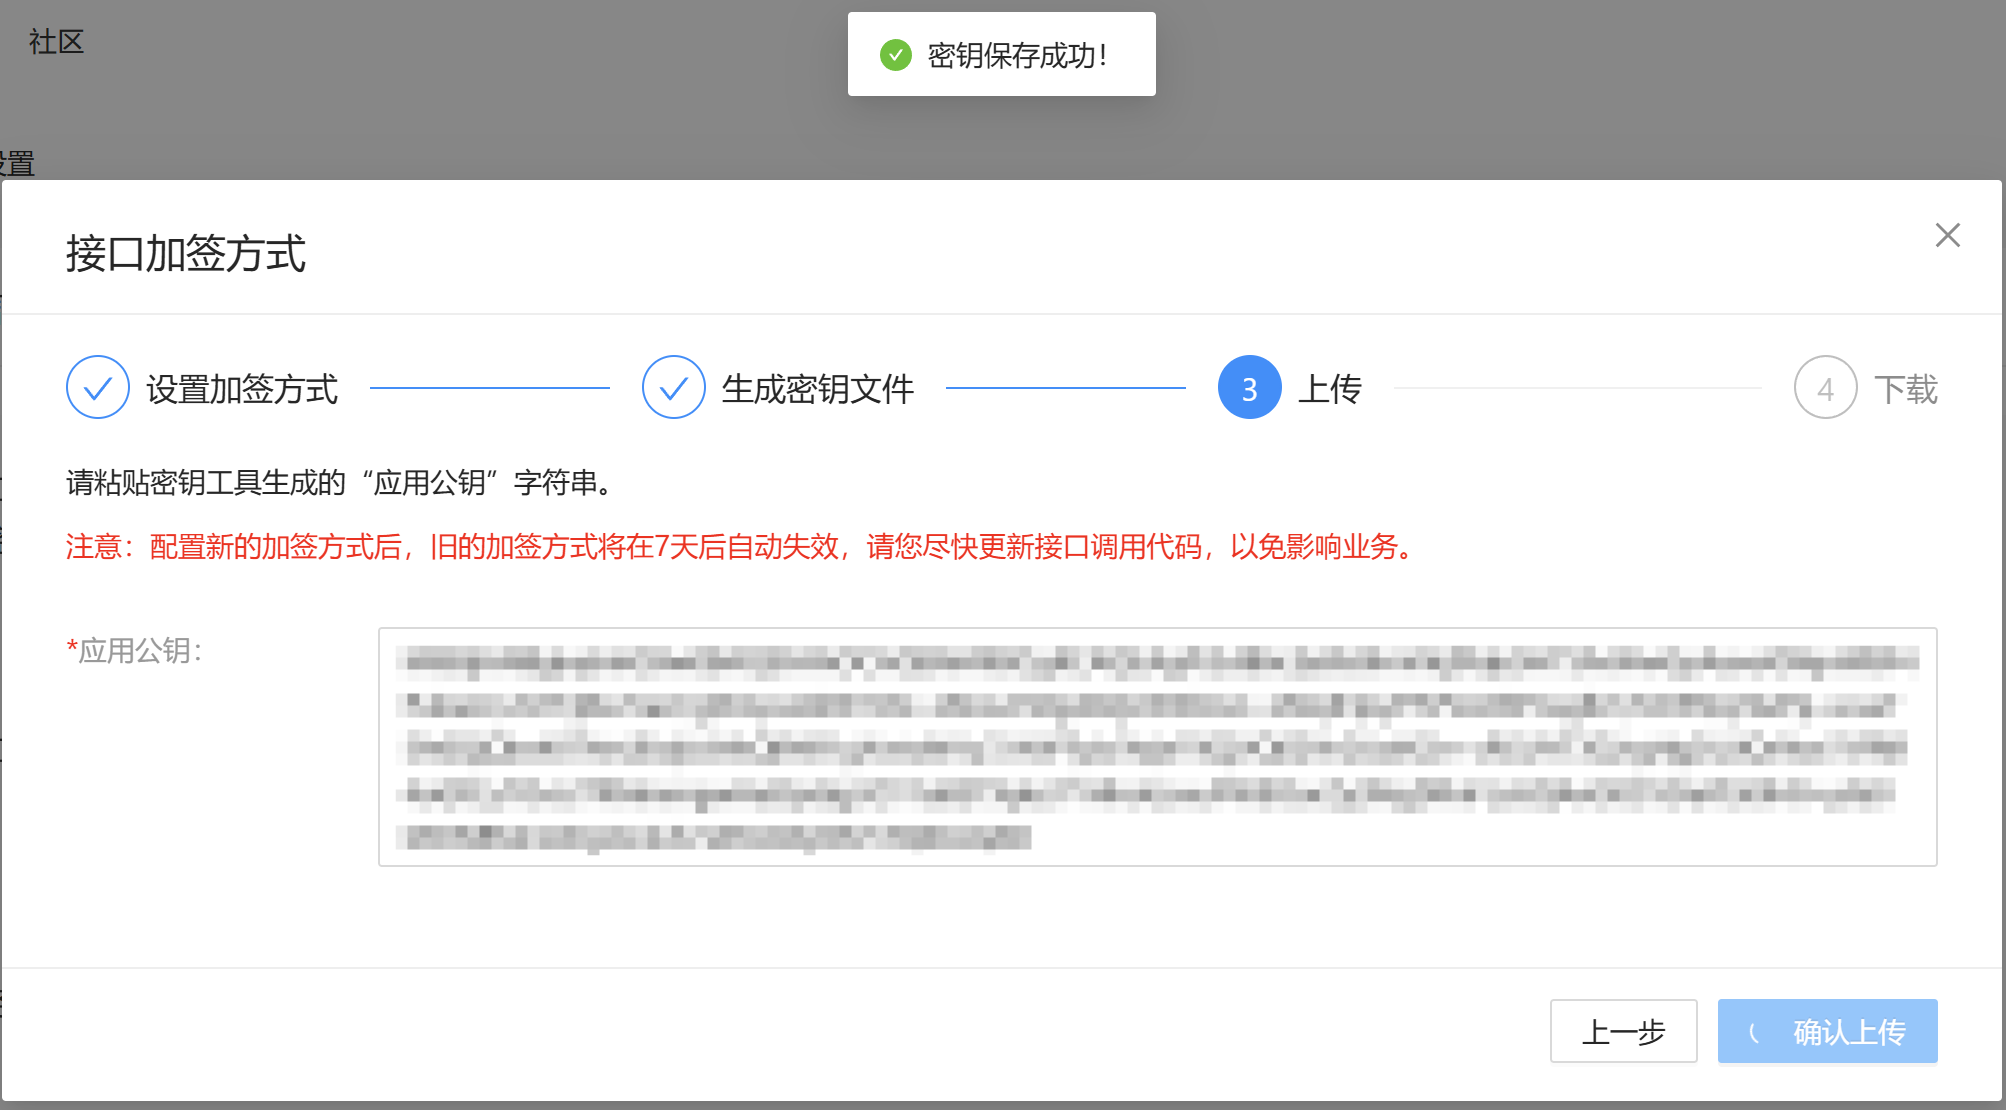 社区
密钥保存成功！
设置
接口加签方式
设置加签方式
生成密钥文件
3 上传
4 下载
请粘贴密钥工具生成的“应用公钥”字符串。
注意：配置新的加签方式后，旧的加签方式将在7天后自动失效，请您尽快更新接口调用代码，以免影响业务。
*应用公钥：
上一步
确认上传